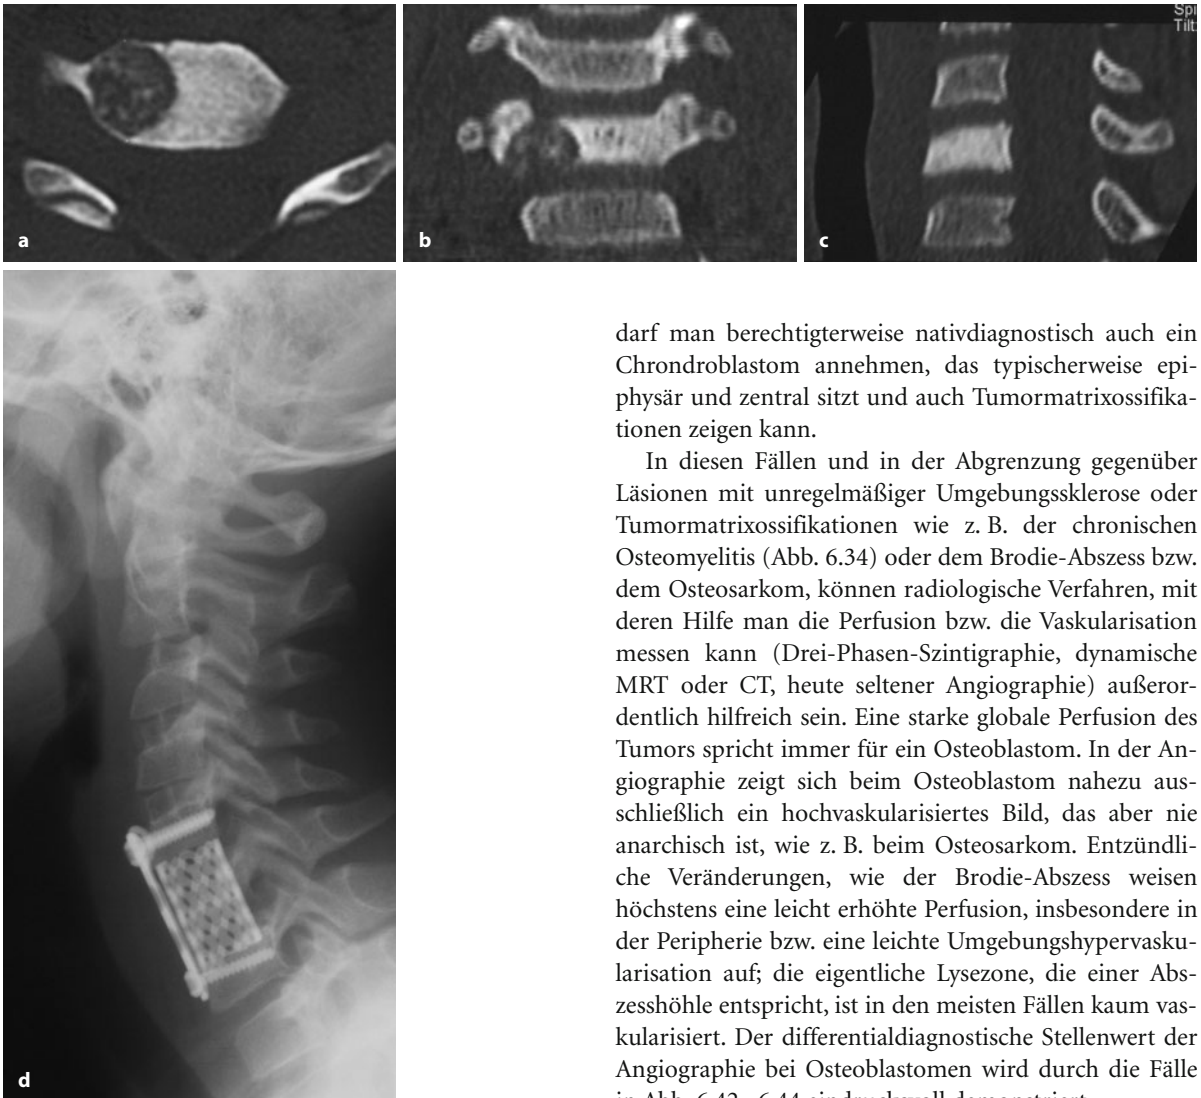 a
b
Spi
Tilt:
c
d
darf man berechtigterweise nativdiagnostisch auch ein
Chrondroblastom annehmen, das typischerweise epi-
physär und zentral sitzt und auch Tumormatrixossifika-
tionen zeigen kann.
In diesen Fällen und in der Abgrenzung gegenüber
Läsionen mit unregelmäßiger Umgebungssklerose oder
Tumormatrixossifikationen wie z. B. der chronischen
Osteomyelitis (Abb. 6.34) oder dem Brodie-Abszess bzw.
dem Osteosarkom, können radiologische Verfahren, mit
deren Hilfe man die Perfusion bzw. die Vaskularisation
messen kann (Drei-Phasen-Szintigraphie, dynamische
MRT oder CT, heute seltener Angiographie) außeror-
dentlich hilfreich sein. Eine starke globale Perfusion des
Tumors spricht immer für ein Osteoblastom. In der An-
giographie zeigt sich beim Osteoblastom nahezu aus-
schließlich ein hochvaskularisiertes Bild, das aber nie
anarchisch ist, wie z. B. beim Osteosarkom. Entzündli-
che Veränderungen, wie der Brodie-Abszess weisen
höchstens eine leicht erhöhte Perfusion, insbesondere in
der Peripherie bzw. eine leichte Umgebungshypervasku-
larisation auf; die eigentliche Lysezone, die einer Abs-
zesshöhle entspricht, ist in den meisten Fällen kaum vas-
kularisiert. Der differentialdiagnostische Stellenwert der
Angiographie bei Osteoblastomen wird durch die Fälle